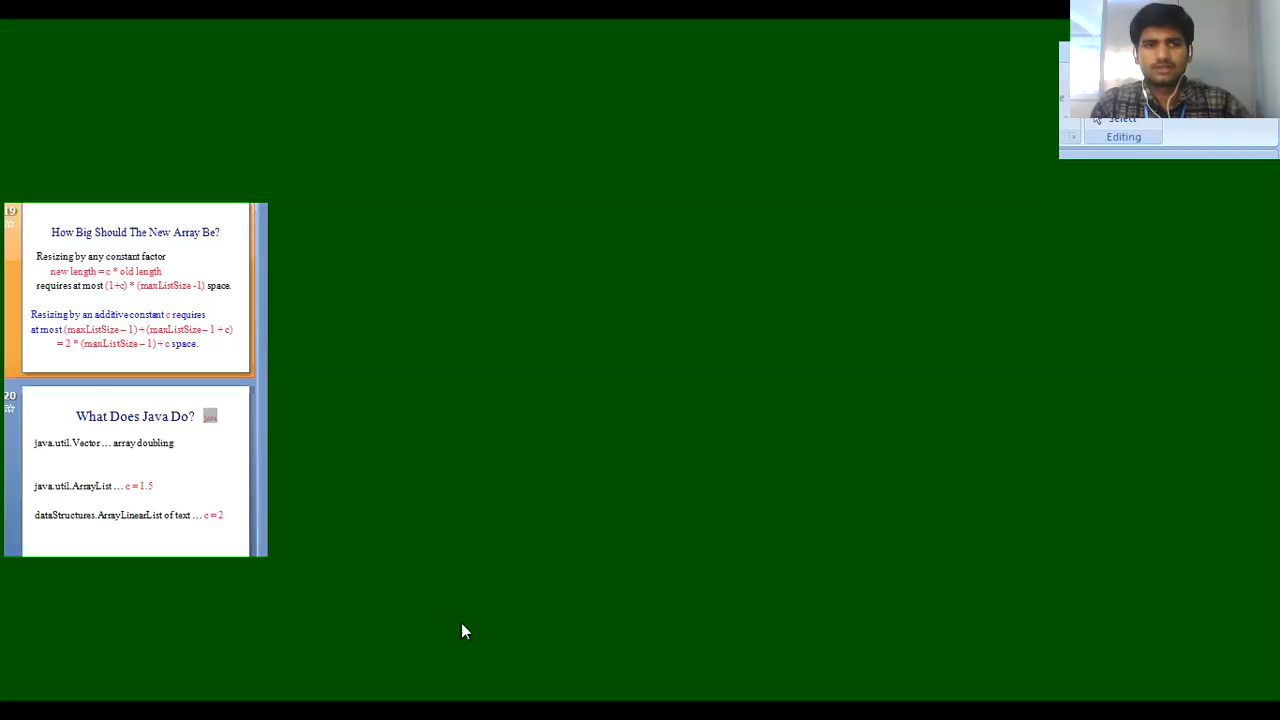 e
Select
Editing
19
How Big Should The New Array Be?
Resizing by any constant factor
new length = c * old length
requires at most (1+c) * (maxListSize -1) space.
Resizing by an additive constant c requires
at most (maxListSize – 1) + (maxListSize – 1 + c)
= 2 * (maxListSize – 1) + c space.
20
What Does Java Do?
JAVA
java.util.Vector … array doubling
java.util.ArrayList … c = 1.5
dataStructures.ArrayLinearList of text … c = 2